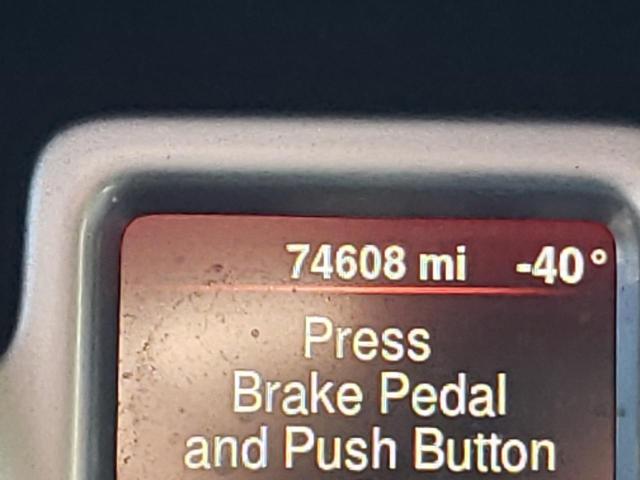 74608 mi -40°
Press
Brake Pedal
and Push Button